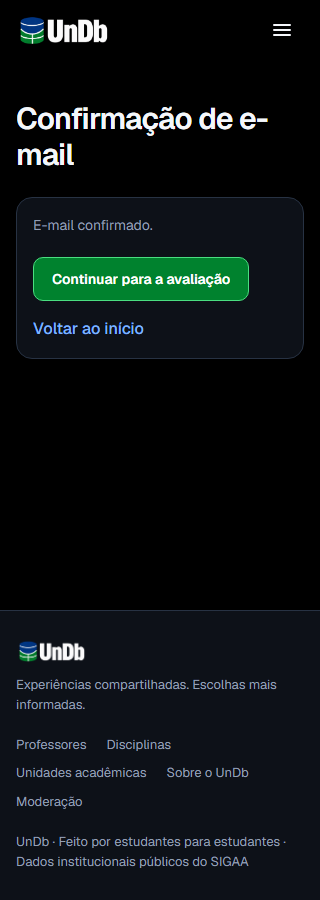 UnDb
Confirmação de e-
mail
E-mail confirmado.
Continuar para a avaliação
Voltar ao início
UnDb
Experiências compartilhadas. Escolhas mais
informadas.
Professores Disciplinas
Unidades acadêmicas Sobre o UnDb
Moderação
UnDb · Feito por estudantes para estudantes ·
Dados institucionais públicos do SIGAA